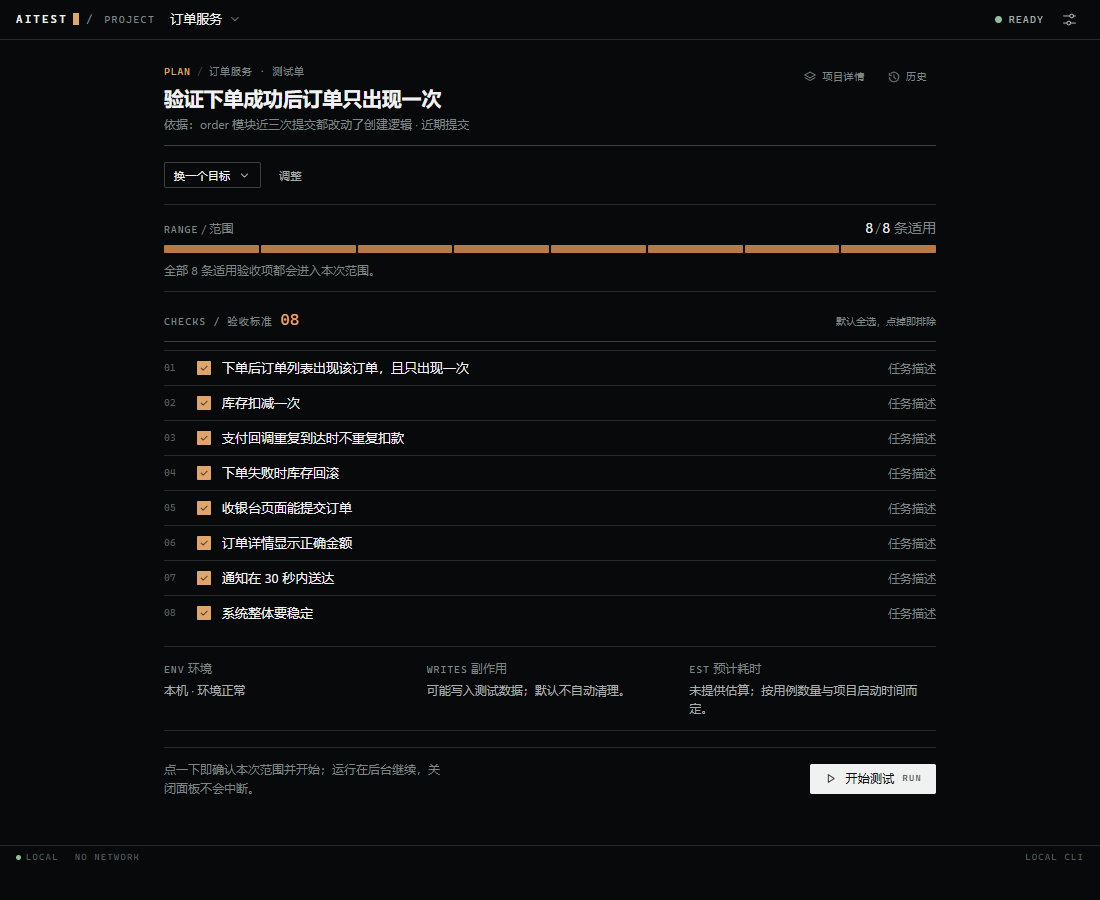 AITEST / PROJECT 订单服务
READY
PLAN / 订单服务 · 测试单
项目详情 历史
验证下单成功后订单只出现一次
依据：order 模块近三次提交都改动了创建逻辑 · 近期提交
换一个目标 调整
RANGE / 范围 8/8 条适用
全部 8 条适用验收项都会进入本次范围。
CHECKS / 验收标准 08 默认全选，点掉即排除
01 下单后订单列表出现该订单，且只出现一次 任务描述
02 库存扣减一次 任务描述
03 支付回调重复到达时不重复扣款 任务描述
04 下单失败时库存回滚 任务描述
05 收银台页面能提交订单 任务描述
06 订单详情显示正确金额 任务描述
07 通知在 30 秒内送达 任务描述
08 系统整体要稳定 任务描述
ENV 环境
本机 · 环境正常
WRITES 副作用
可能写入测试数据；默认不自动清理。
EST 预计耗时
未提供估算；按用例数量与项目启动时间而
定。
点一下即确认本次范围并开始；运行在后台继续，关
闭面板不会中断。
开始测试 RUN
LOCAL NO NETWORK LOCAL CLI